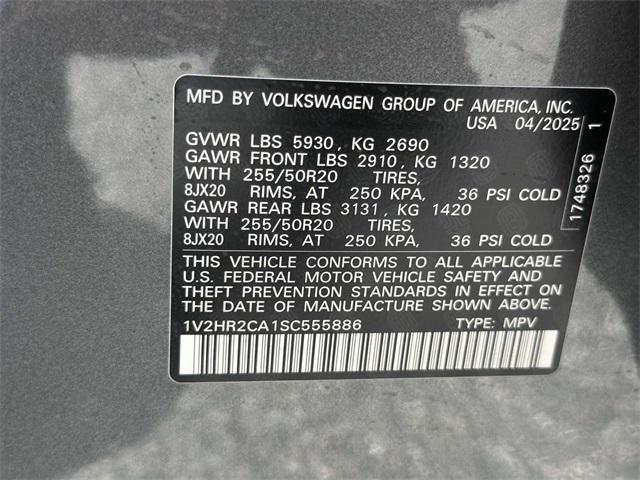 MFD BY VOLKSWAGEN GROUP OF AMERICA, INC.
USA 04/2025
GVWR LBS 5930, KG 2690
GAWR FRONT LBS 2910, KG 1320
WITH 255/50R20 TIRES,
8JX20 RIMS, AT 250 KPA, 36 PSI COLD
GAWR REAR LBS 3131, KG 1420
WITH 255/50R20 TIRES,
8JX20 RIMS, AT 250 KPA, 36 PSI COLD
THIS VEHICLE CONFORMS TO ALL APPLICABLE
U.S. FEDERAL MOTOR VEHICLE SAFETY AND
THEFT PREVENTION STANDARDS IN EFFECT ON
THE DATE OF MANUFACTURE SHOWN ABOVE.
1V2HR2CA1SC555886 TYPE: MPV
1748326 1